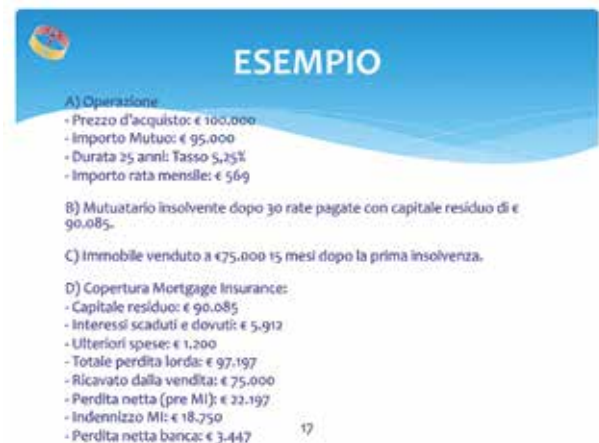 ESEMPIO
A) Operazione
- Prezzo d'acquisto: € 100.000
- Importo Mutuo: € 95.000
- Durata 25 anni: Tasso 5,25%
- Importo rata mensile: € 569
B) Mutuatario insolvente dopo 30 rate pagate con capitale residuo di €
90.085.
C) Immobile venduto a €75.000 15 mesi dopo la prima insolvenza.
D) Copertura Mortgage Insurance:
- Capitale residuo: € 90.085
- Interessi scaduti e dovuti: € 5.912
- Ulteriori spese: € 1.200
- Totale perdita lorda: € 97.197
- Ricavato dalla vendita: € 75.000
- Perdita netta (pre MI): € 22.197
- Indennizzo MI: € 18.750
- Perdita netta banca: € 3.447
17